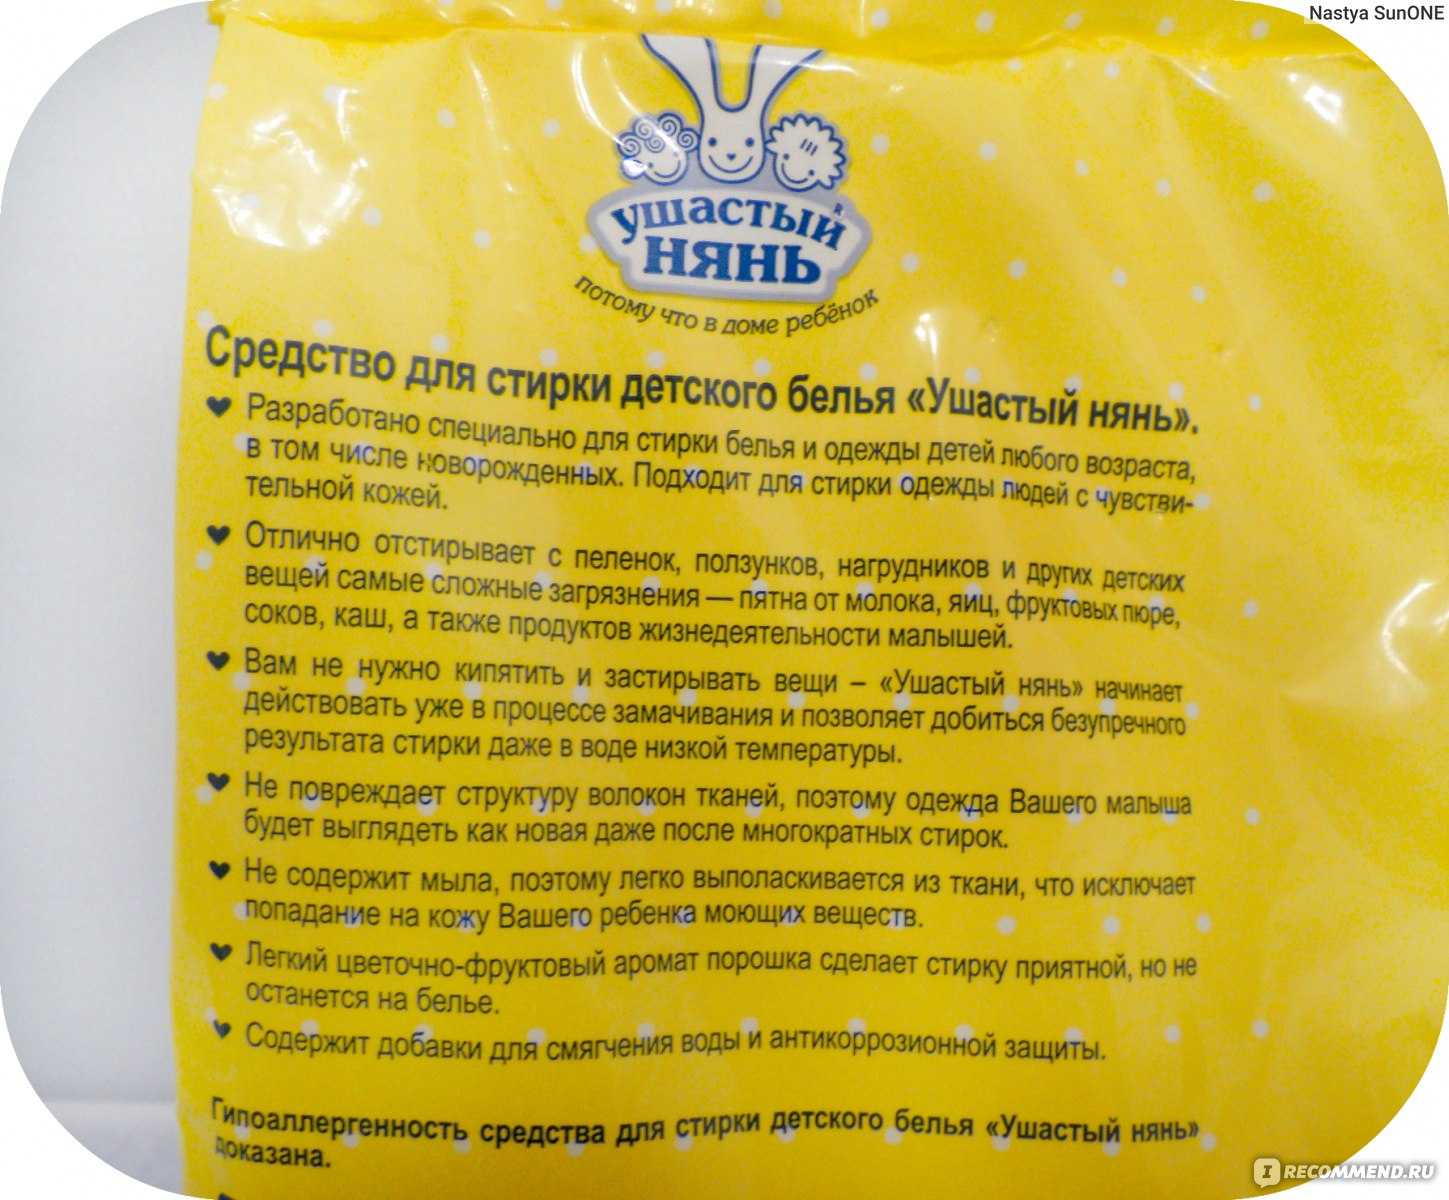 Nastya SunONE
ушастый
нянь
потому что в доме ребёнок
Средство для стирки детского белья «Ушастый нянь».
Разработано специально для стирки белья и одежды детей любого возраста,
в том числе новорожденных. Подходит для стирки одежды людей с чувстви-
тельной кожей.
Отлично отстирывает с пеленок, ползунков, нагрудников и других детских
вещей самые сложные загрязнения — пятна от молока, яиц, фруктовых пюре,
соков, каш, а также продуктов жизнедеятельности малышей.
Вам не нужно кипятить и застирывать вещи – «Ушастый нянь» начинает
действовать уже в процессе замачивания и позволяет добиться безупречного
результата стирки даже в воде низкой температуры.
Не повреждает структуру волокон тканей, поэтому одежда Вашего малыша
будет выглядеть как новая даже после многократных стирок.
Не содержит мыла, поэтому легко выполаскивается из ткани, что исключает
попадание на кожу Вашего ребенка моющих веществ.
Легкий цветочно-фруктовый аромат порошка сделает стирку приятной, но не
останется на белье.
Содержит добавки для смягчения воды и антикоррозионной защиты.
Гипоаллергенность средства для стирки детского белья «Ушастый нянь»
доказана.
IRECOMMEND.RU